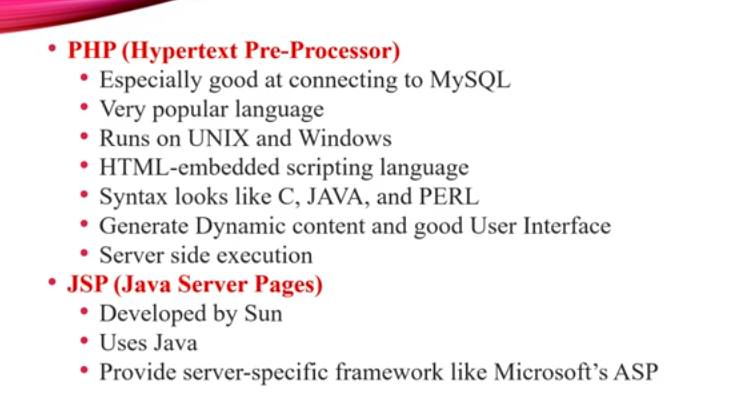 • PHP (Hypertext Pre-Processor)
• Especially good at connecting to MySQL
• Very popular language
• Runs on UNIX and Windows
• HTML-embedded scripting language
• Syntax looks like C, JAVA, and PERL
• Generate Dynamic content and good User Interface
• Server side execution
• JSP (Java Server Pages)
• Developed by Sun
• Uses Java
• Provide server-specific framework like Microsoft’s ASP